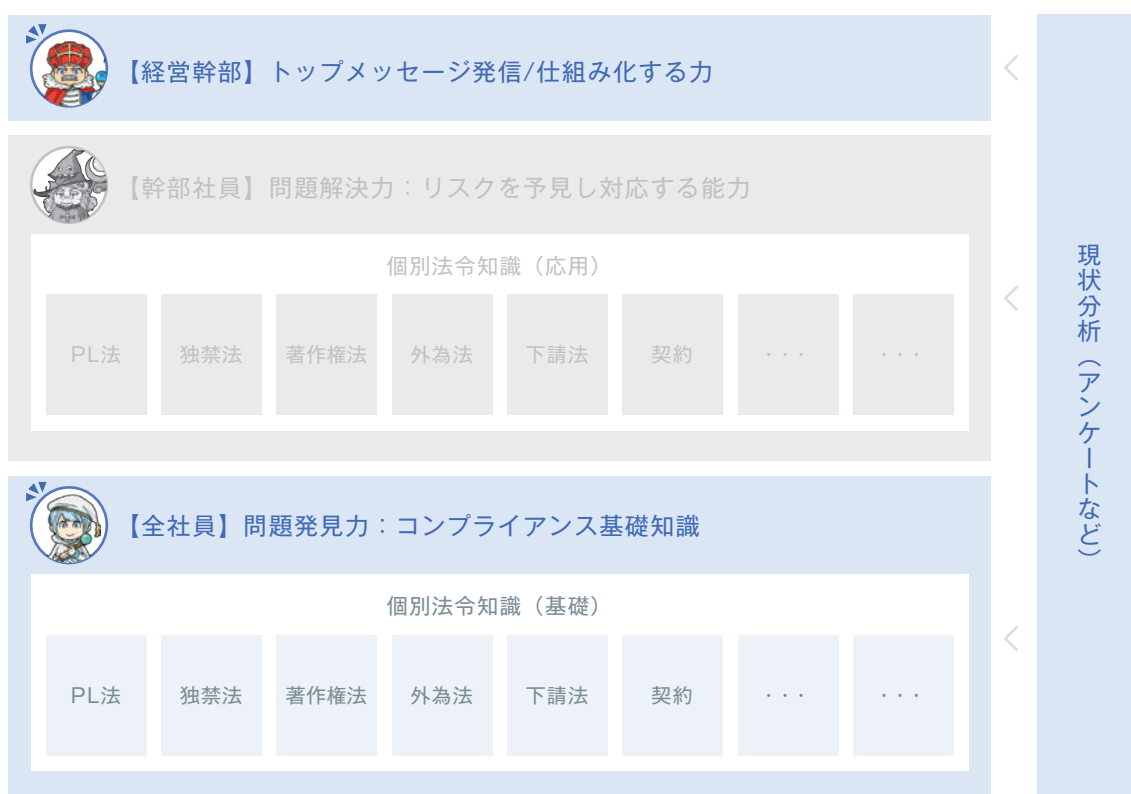 【経営幹部】トップメッセージ発信/仕組み化する力
【幹部社員】問題解決力：リスクを予見し対応する能力
個別法令知識（応用）
PL法
独禁法
著作権法
外為法
下請法
契約
・・・
・・・
【全社員】問題発見力：コンプライアンス基礎知識
個別法令知識（基礎）
PL法
独禁法
著作権法
外為法
下請法
契約
・・・
・・・
現状分析（アンケートなど）